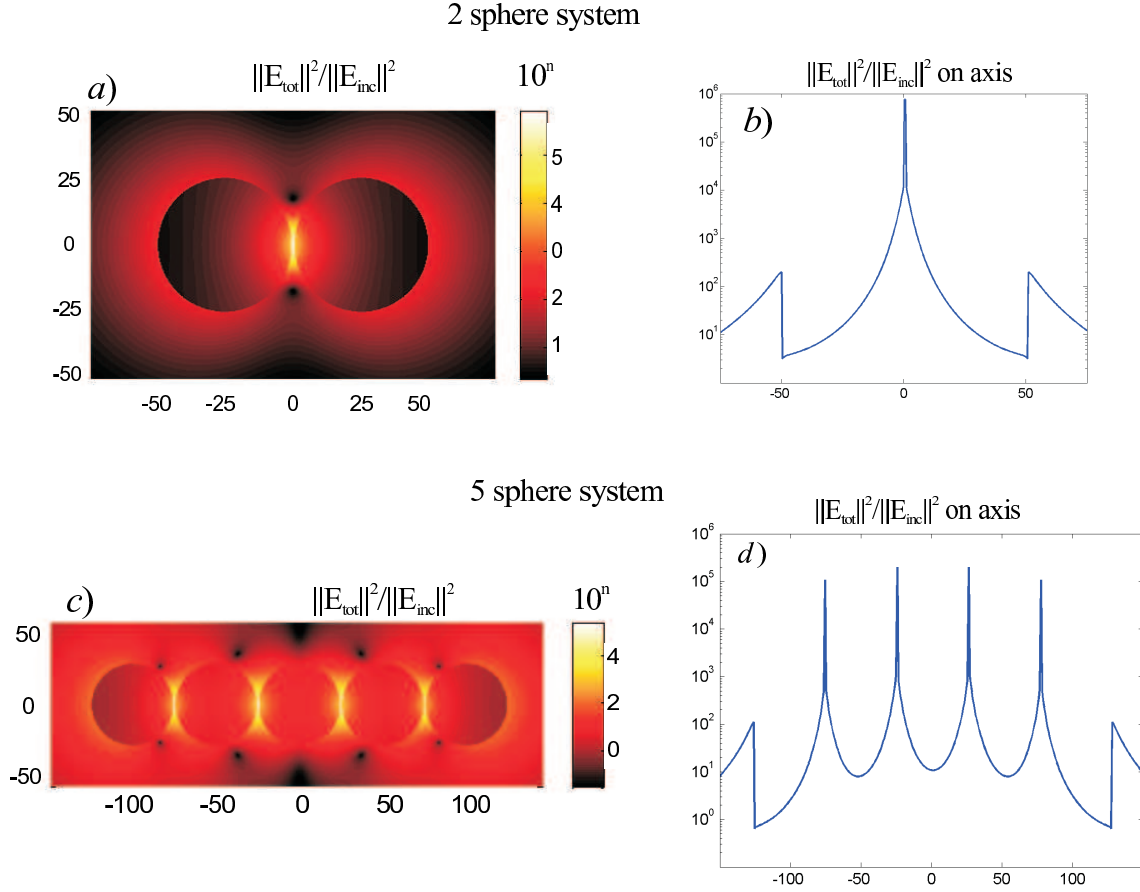 2 sphere system
||E_tot||²/||E_inc||²
10ⁿ
a)
50
25
0
-25
-50
-50 -25 0 25 50
5
4
0
2
1
||E_tot||²/||E_inc||² on axis
b)
10⁶
10⁵
10⁴
10³
10²
10¹
-50 0 50
5 sphere system
||E_tot||²/||E_inc||²
10ⁿ
c)
50
0
-50
-100 -50 0 50 100
4
2
0
||E_tot||²/||E_inc||² on axis
d)
10⁶
10⁵
10⁴
10³
10²
10¹
10⁰
-100 -50 0 50 100